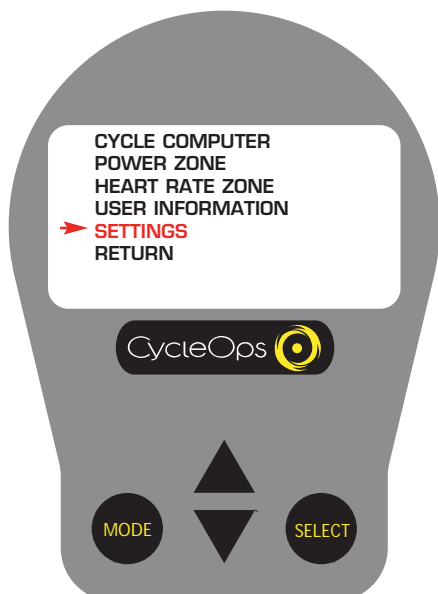 CYCLE COMPUTER
POWER ZONE
HEART RATE ZONE
USER INFORMATION
SETTINGS
RETURN
CycleOps
MODE
SELECT